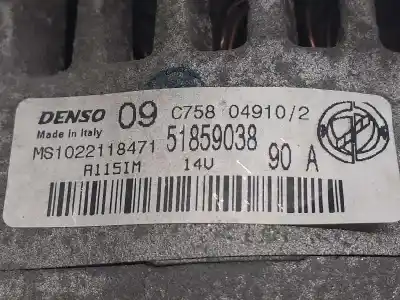 DENSO 09 C758 04910/2
Made in Italy
MS1022118471 51859038
A115IM 14V 90 A